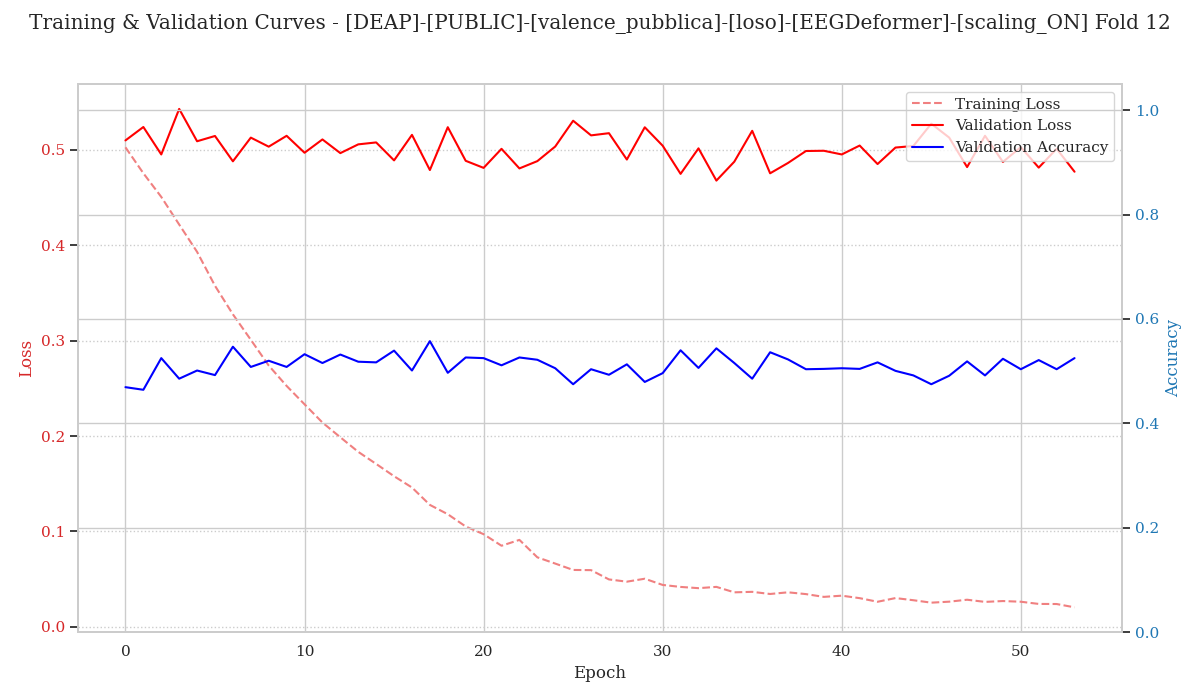 Training & Validation Curves - [DEAP]-[PUBLIC]-[valence_pubblica]-[loso]-[EEGDeformer]-[scaling_ON] Fold 12
Training Loss
Validation Loss
Validation Accuracy
Loss
0.5
0.4
0.3
0.2
0.1
0.0
1.0
0.8
0.6
0.4
0.2
0.0
Accuracy
0 10 20 30 40 50
Epoch